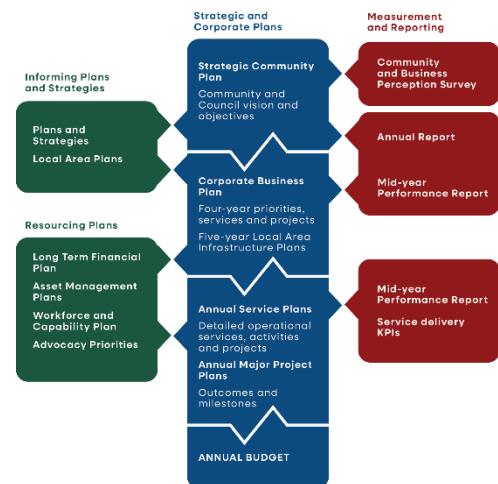 Informing Plans
and Strategies
Plans and
Strategies
Local Area Plans
Resourcing Plans
Long Term Financial
Plan
Asset Management
Plans
Workforce and
Capability Plan
Advocacy Priorities
Strategic and
Corporate Plans
Strategic Community
Plan
Community and
Council vision and
objectives
Corporate Business
Plan
Four-year priorities,
services and projects
Five-year Local Area
Infrastructure Plans
Annual Service Plans
Detailed operational
services, activities
and projects
Annual Major Project
Plans
Outcomes and
milestones
ANNUAL BUDGET
Measurement
and Reporting
Community
and Business
Perception Survey
Annual Report
Mid-year
Performance Report
Mid-year
Performance Report
Service delivery
KPIs